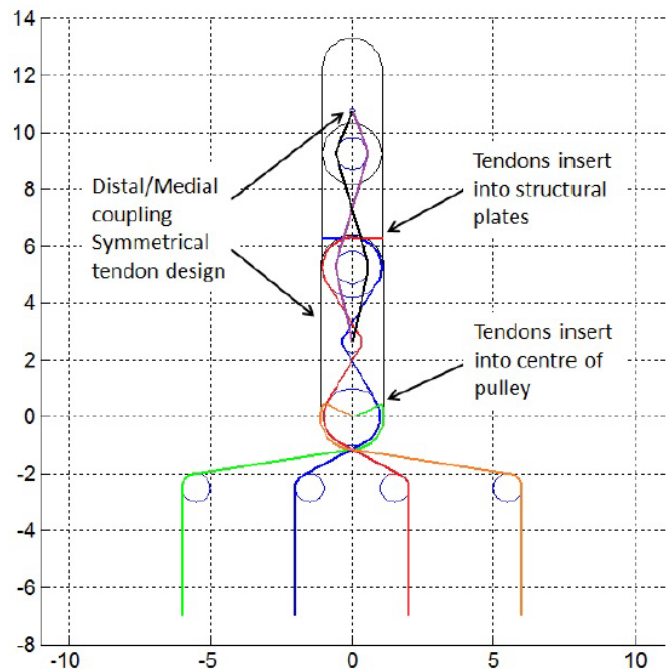 14
12
10
8
6
4
2
0
-2
-4
-6
-8
-10
-5
0
5
10
Distal/Medial
coupling
Symmetrical
tendon design
Tendons insert
into structural
plates
Tendons insert
into centre of
pulley